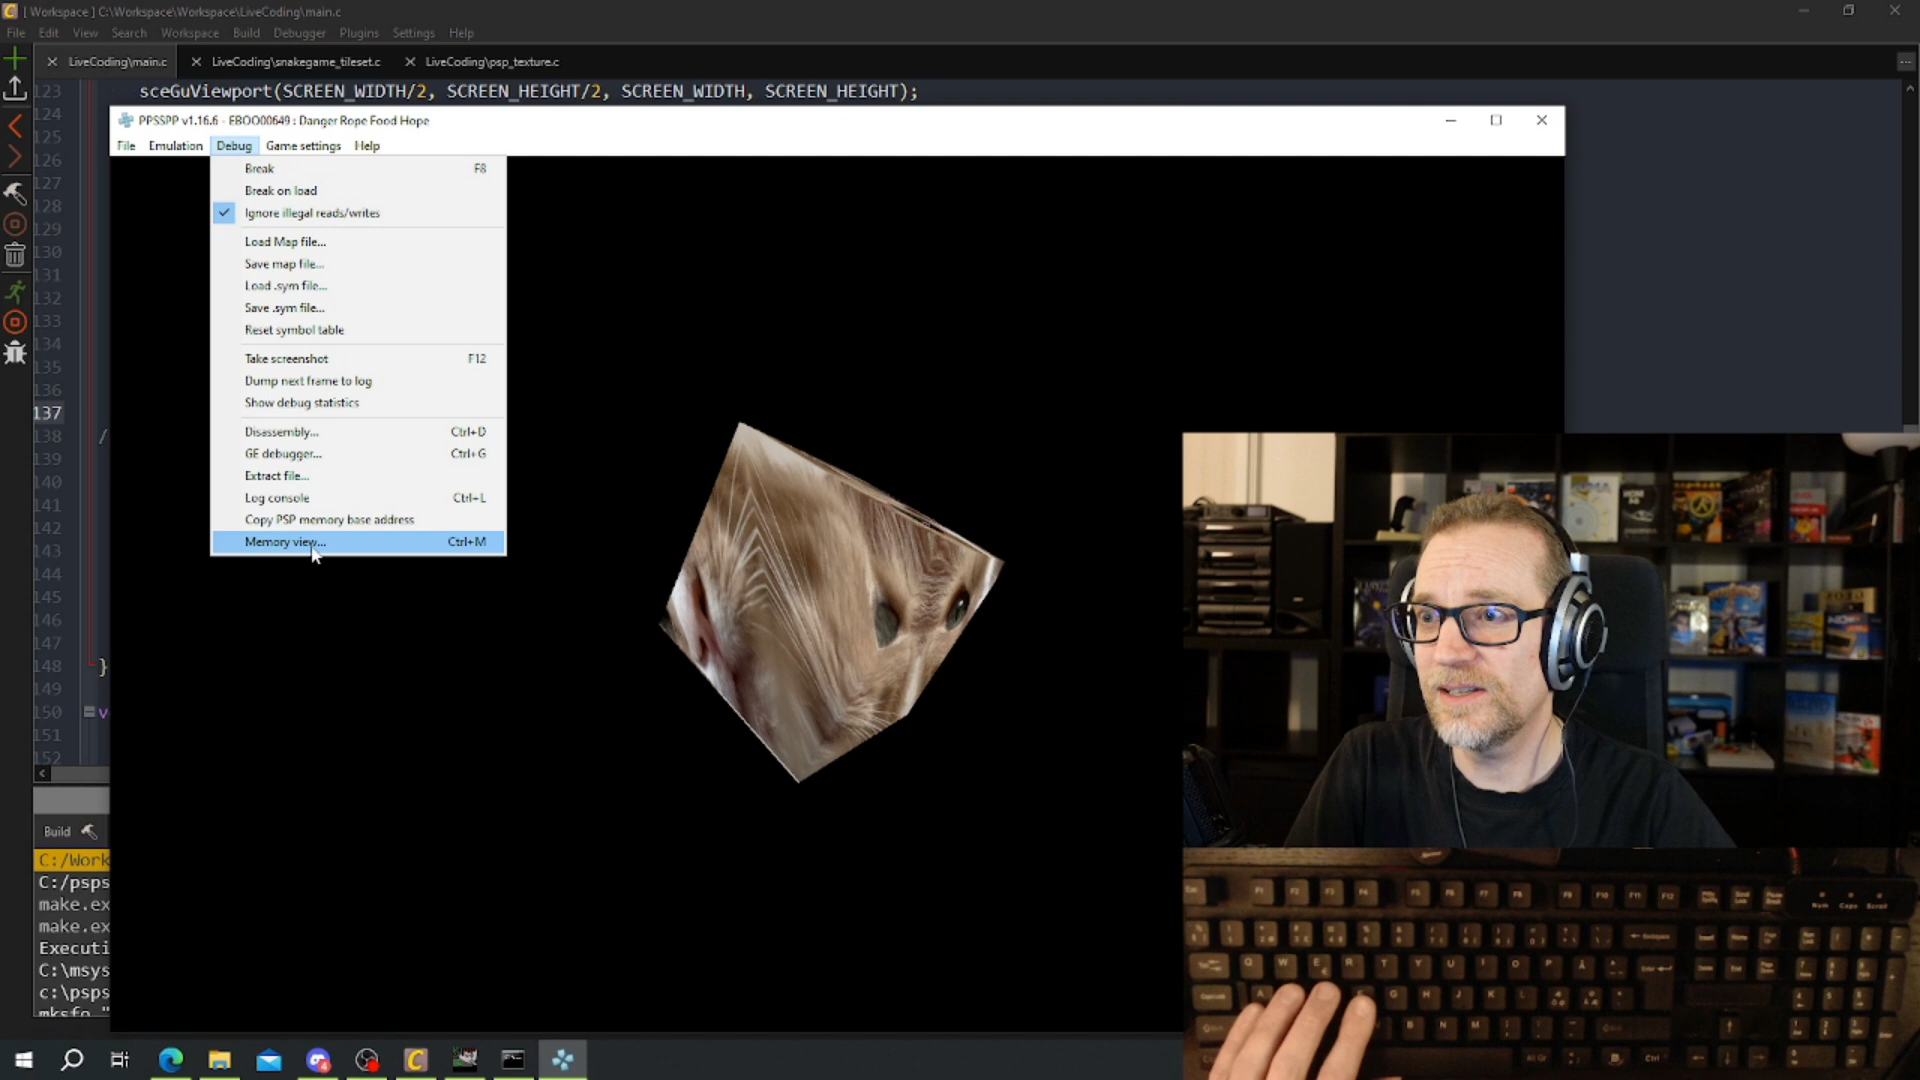 [ Workspace ] C:\Workspace\Workspace\LiveCoding\main.c
File Edit View Search Workspace Build Debugger Plugins Settings Help
LiveCoding\main.c LiveCoding\snakegame_tileset.c LiveCoding\psp_texture.c
123 sceGuViewport(SCREEN_WIDTH/2, SCREEN_HEIGHT/2, SCREEN_WIDTH, SCREEN_HEIGHT);
124
PPSSPP v1.16.6 - EBOO00649 : Danger Rope Food Hope
125
File Emulation Debug Game settings Help
126
Break F8
127
Break on load
128
Ignore illegal reads/writes
129
Load Map file...
130
Save map file...
131
Load .sym file...
132
Save .sym file...
133
Reset symbol table
134
Take screenshot F12
135
Dump next frame to log
136
Show debug statistics
137
Disassembly... Ctrl+D
138 /
GE debugger... Ctrl+G
139
Extract file...
140
Log console Ctrl+L
141
Copy PSP memory base address
142
Memory view... Ctrl+M
143
144
145
146
147
148 }
149
150 v
151
152
Build
C:/Work
C:/psps
make.ex
make.ex
Executi
C:\msys
c:\psps
mksfo "